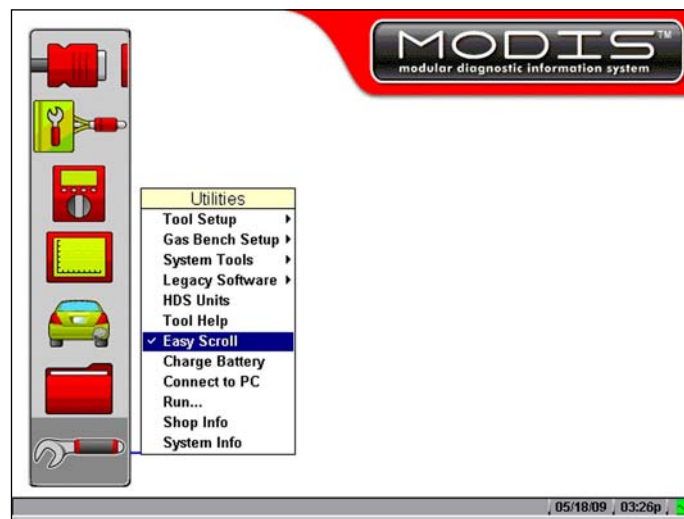 MODIS™
modular diagnostic information system
Utilities
Tool Setup
Gas Bench Setup
System Tools
Legacy Software
HDS Units
Tool Help
Easy Scroll
Charge Battery
Connect to PC
Run...
Shop Info
System Info
05/18/09 03:26p